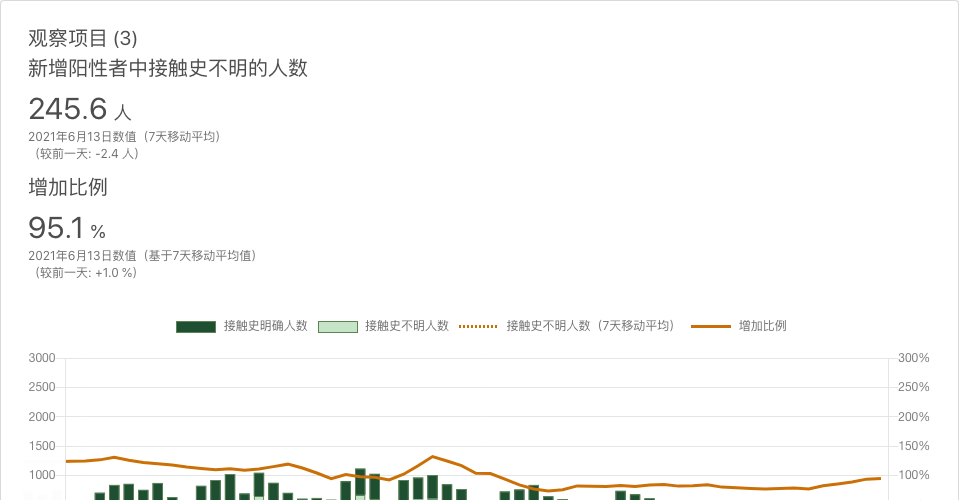 观察项目 (3)
新增阳性者中接触史不明的人数
245.6 人
2021年6月13日数值（7天移动平均）
（较前一天: -2.4 人）
增加比例
95.1 %
2021年6月13日数值（基于7天移动平均值）
（较前一天: +1.0 %）
接触史明确人数 接触史不明人数 接触史不明人数（7天移动平均） 增加比例
3000 300%
2500 250%
2000 200%
1500 150%
1000 100%